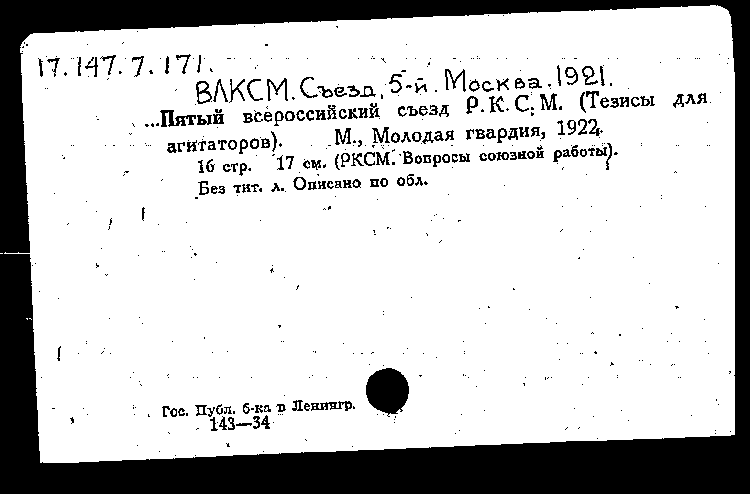 17.147.7.171.
ВЛКСМ. Съезд, 5-й. Москва. 1921.
...Пятый всероссийский съезд Р.К.С.М. (Тезисы для
агитаторов). М., Молодая гвардия, 1922.
16 стр. 17 см. (РКСМ. Вопросы союзной работы).
Без тит. л. Описано по обл.
Гос. Публ. б-ка в Ленингр.
143—34